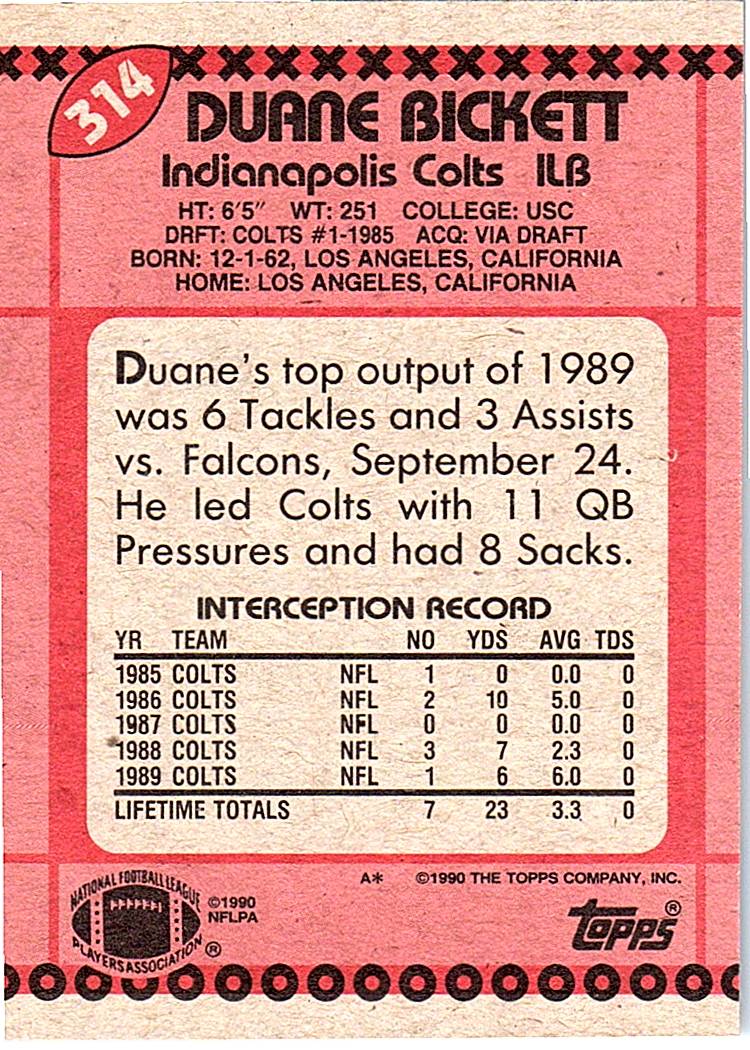 314
DUANE BICKETT
Indianapolis Colts ILB
HT: 6'5" WT: 251 COLLEGE: USC
DRFT: COLTS #1-1985 ACQ: VIA DRAFT
BORN: 12-1-62, LOS ANGELES, CALIFORNIA
HOME: LOS ANGELES, CALIFORNIA
Duane's top output of 1989
was 6 Tackles and 3 Assists
vs. Falcons, September 24.
He led Colts with 11 QB
Pressures and had 8 Sacks.
INTERCEPTION RECORD
YR TEAM NO YDS AVG TDS
1985 COLTS NFL 1 0 0.0 0
1986 COLTS NFL 2 10 5.0 0
1987 COLTS NFL 0 0 0.0 0
1988 COLTS NFL 3 7 2.3 0
1989 COLTS NFL 1 6 6.0 0
LIFETIME TOTALS 7 23 3.3 0
A* ©1990 THE TOPPS COMPANY, INC.
NATIONAL FOOTBALL LEAGUE
PLAYERS ASSOCIATION ®
©1990
NFLPA
topps®